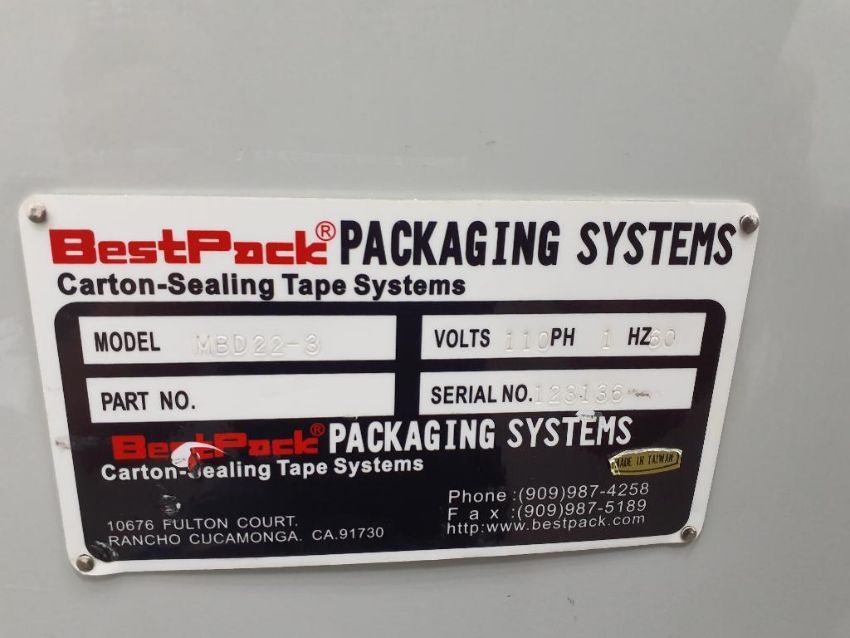 BestPack® PACKAGING SYSTEMS
Carton-Sealing Tape Systems
MODEL MBD22-3
VOLTS 110 PH 1 HZ 60
PART NO.
SERIAL NO. 123136
BestPack® PACKAGING SYSTEMS
Carton-Sealing Tape Systems
MADE IN TAIWAN
Phone :(909)987-4258
Fax :(909)987-5189
http:www.bestpack.com
10676 FULTON COURT.
RANCHO CUCAMONGA. CA.91730